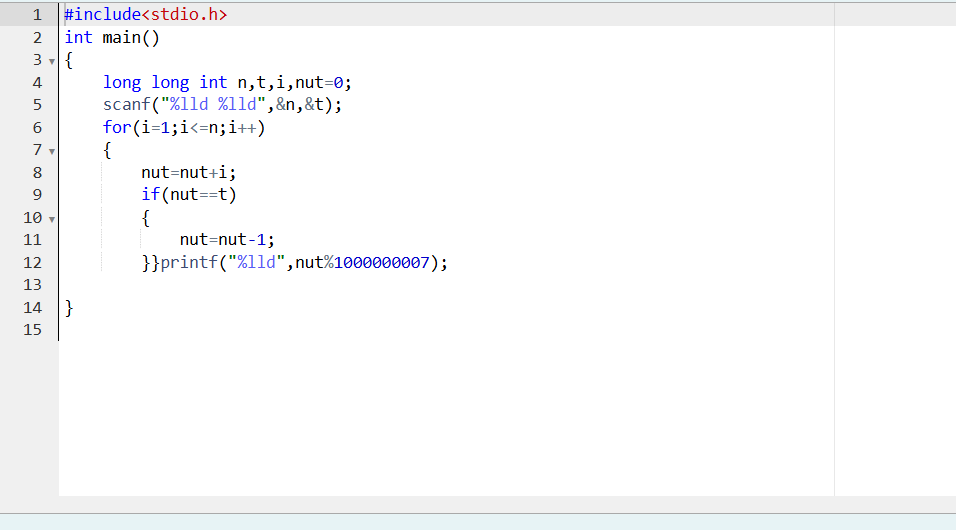 1 #include<stdio.h>
2 int main()
3 {
4     long long int n,t,i,nut=0;
5     scanf("%lld %lld",&n,&t);
6     for(i=1;i<=n;i++)
7     {
8         nut=nut+i;
9         if(nut==t)
10         {
11             nut=nut-1;
12         }}printf("%lld",nut%1000000007);
13
14 }
15